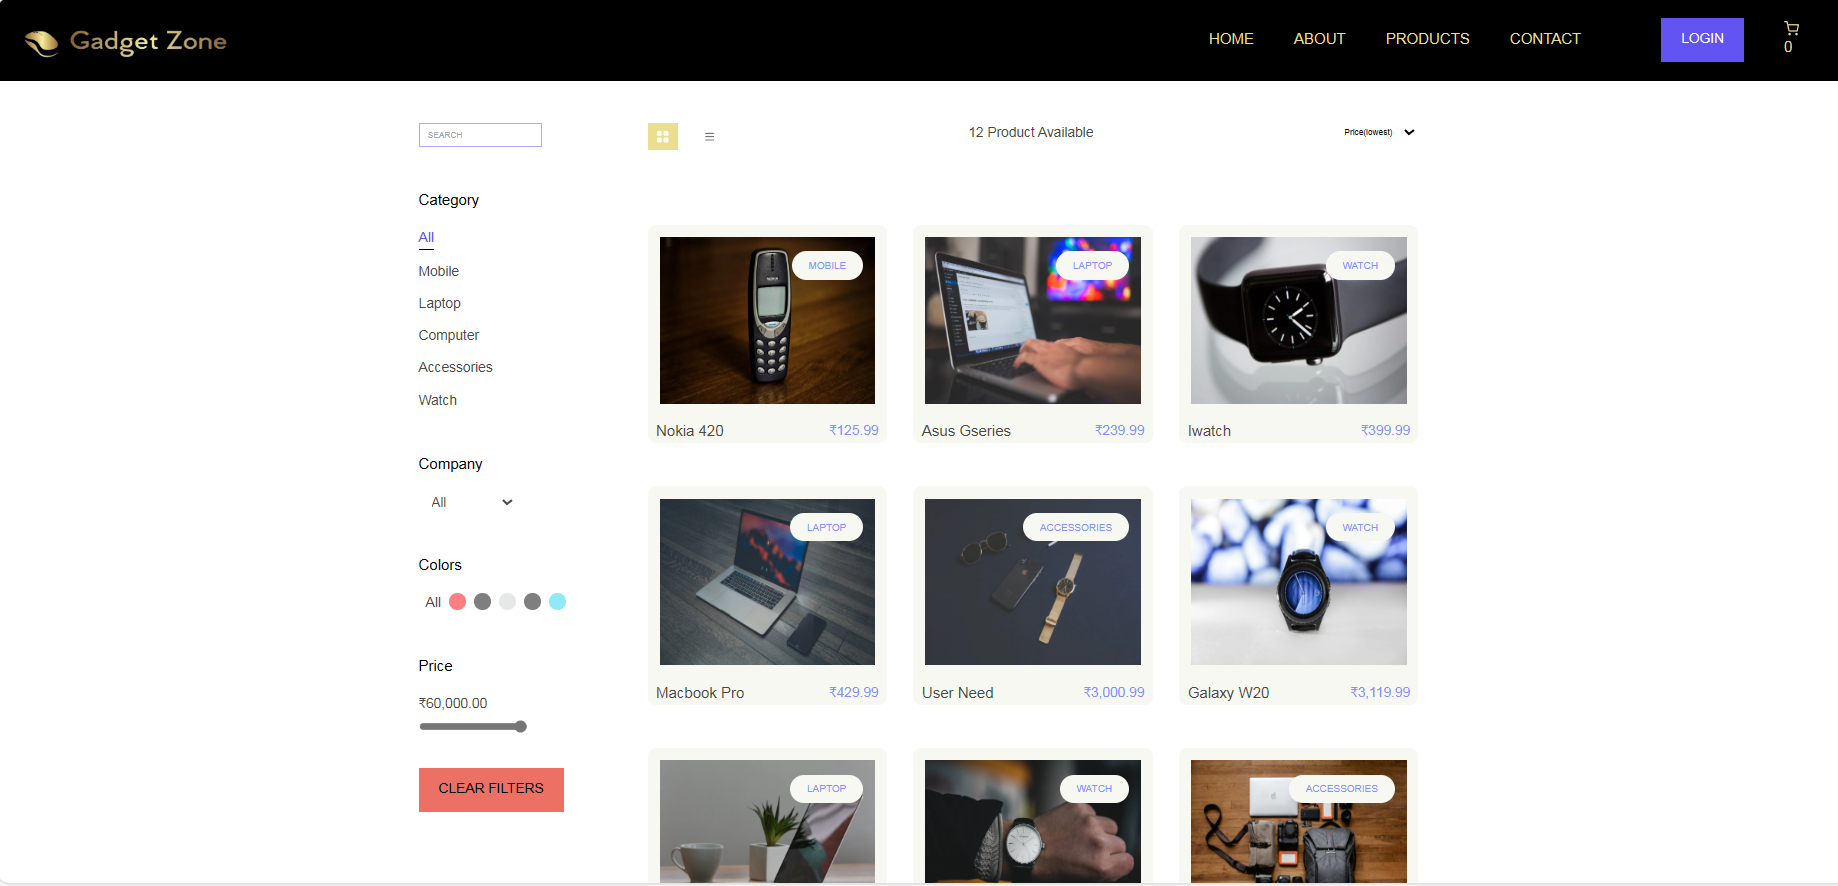 Gadget Zone
HOME
ABOUT
PRODUCTS
CONTACT
LOGIN
0
SEARCH
12 Product Available
Price(lowest)
Category
All
Mobile
Laptop
Computer
Accessories
Watch
Company
All
Colors
All
Price
₹60,000.00
CLEAR FILTERS
MOBILE
Nokia 420
₹125.99
LAPTOP
Asus Gseries
₹239.99
WATCH
Iwatch
₹399.99
LAPTOP
Macbook Pro
₹429.99
ACCESSORIES
User Need
₹3,000.99
WATCH
Galaxy W20
₹3,119.99
LAPTOP
WATCH
ACCESSORIES